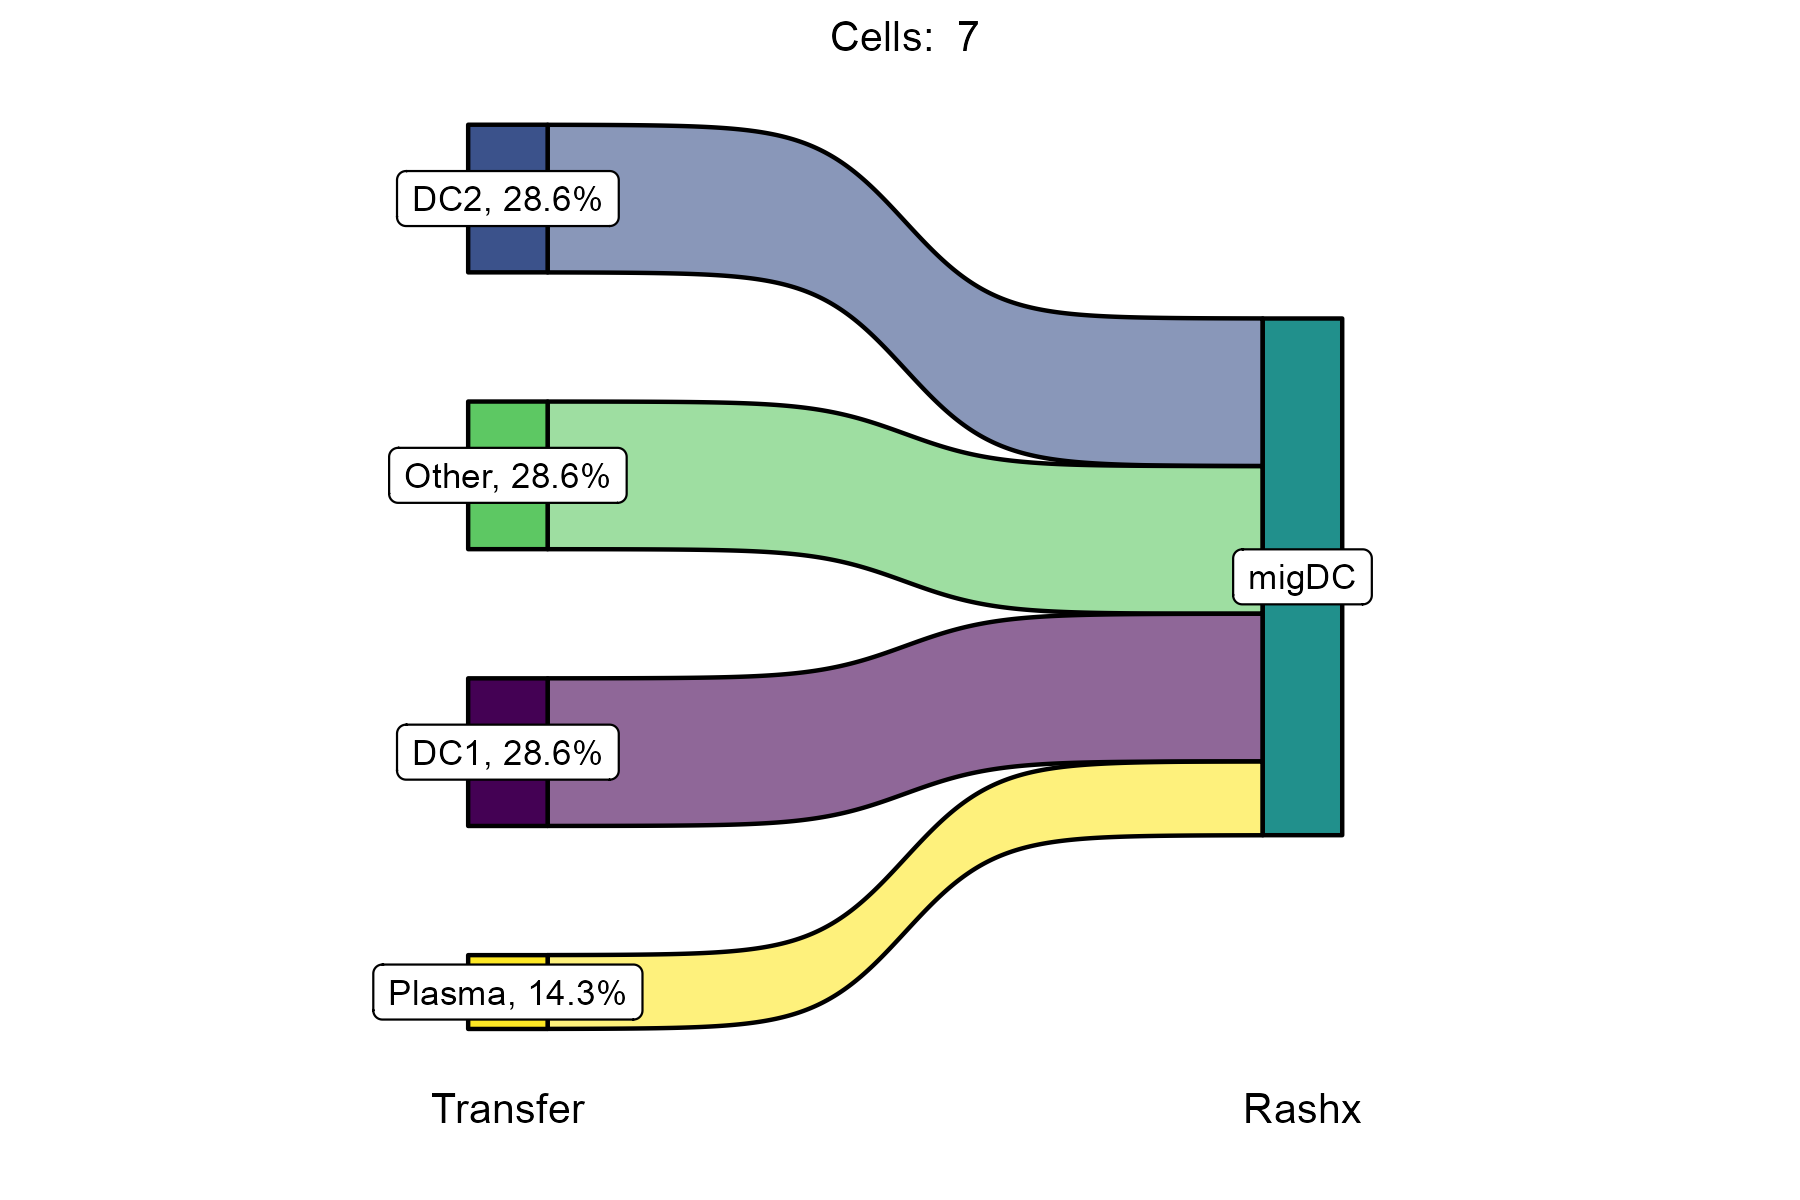 Cells: 7
DC2, 28.6%
Other, 28.6%
migDC
DC1, 28.6%
Plasma, 14.3%
Transfer
Rashx